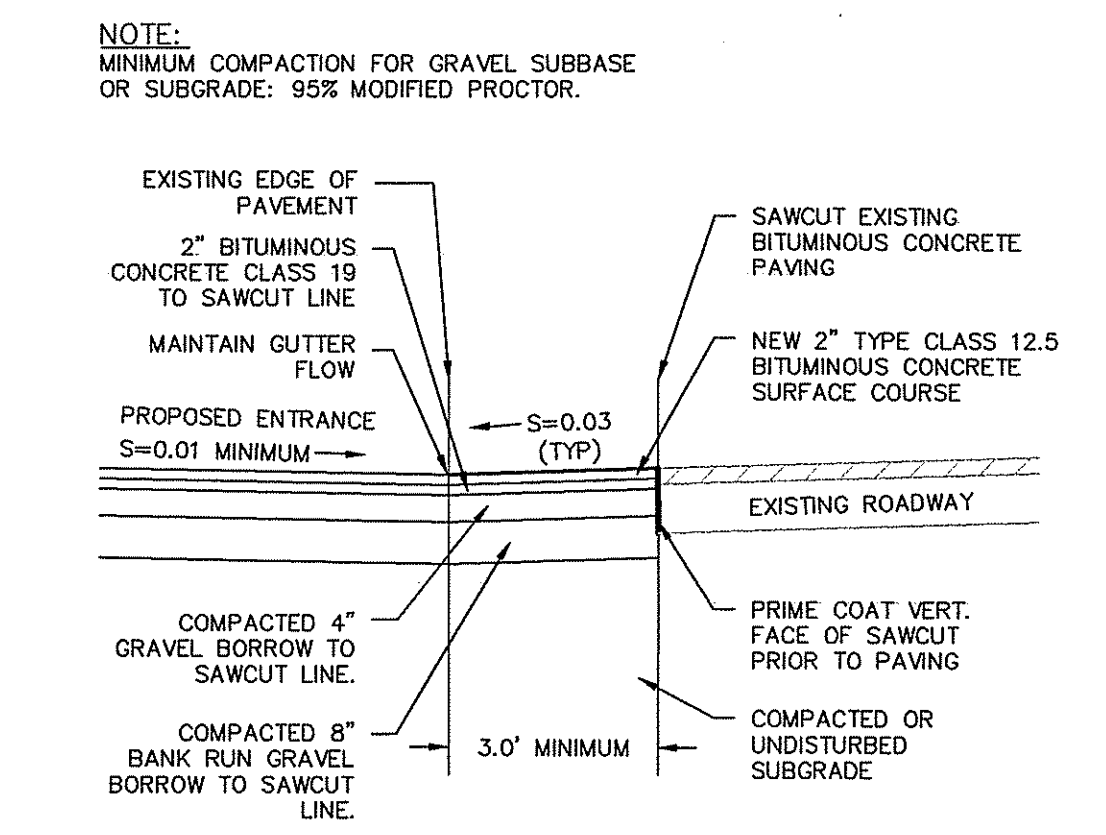 NOTE:
MINIMUM COMPACTION FOR GRAVEL SUBBASE
OR SUBGRADE: 95% MODIFIED PROCTOR.
EXISTING EDGE OF
PAVEMENT
2" BITUMINOUS
CONCRETE CLASS 19
TO SAWCUT LINE
MAINTAIN GUTTER
FLOW
PROPOSED ENTRANCE
S=0.01 MINIMUM
S=0.03
(TYP)
SAWCUT EXISTING
BITUMINOUS CONCRETE
PAVING
NEW 2" TYPE CLASS 12.5
BITUMINOUS CONCRETE
SURFACE COURSE
EXISTING ROADWAY
COMPACTED 4"
GRAVEL BORROW TO
SAWCUT LINE.
COMPACTED 8"
BANK RUN GRAVEL
BORROW TO SAWCUT
LINE.
3.0' MINIMUM
PRIME COAT VERT.
FACE OF SAWCUT
PRIOR TO PAVING
COMPACTED OR
UNDISTURBED
SUBGRADE